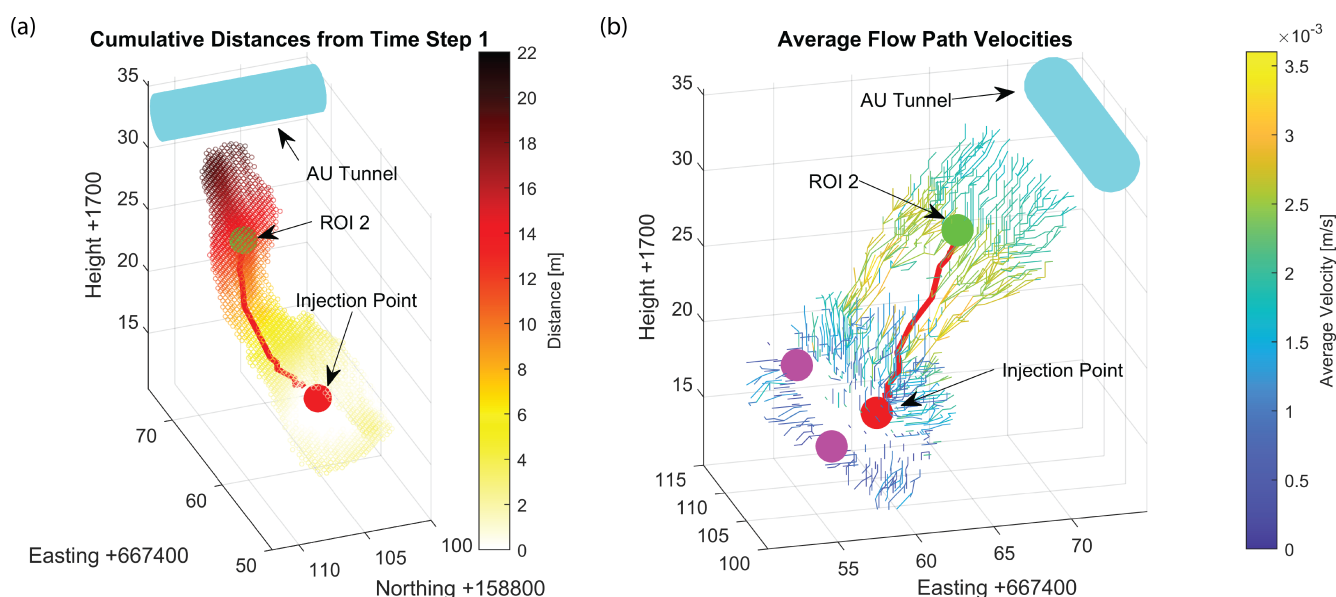 (a)
Cumulative Distances from Time Step 1
35
30
25
20
15
Height +1700
AU Tunnel
ROI 2
Injection Point
70
60
50
Easting +667400
110
105
100
Northing +158800
22
20
18
16
14
12
10
8
6
4
2
0
Distance [m]
(b)
Average Flow Path Velocities
35
30
25
20
15
Height +1700
AU Tunnel
ROI 2
Injection Point
115
110
105
100
55
60
65
70
Easting +667400
×10⁻³
3.5
3
2.5
2
1.5
1
0.5
0
Average Velocity [m/s]